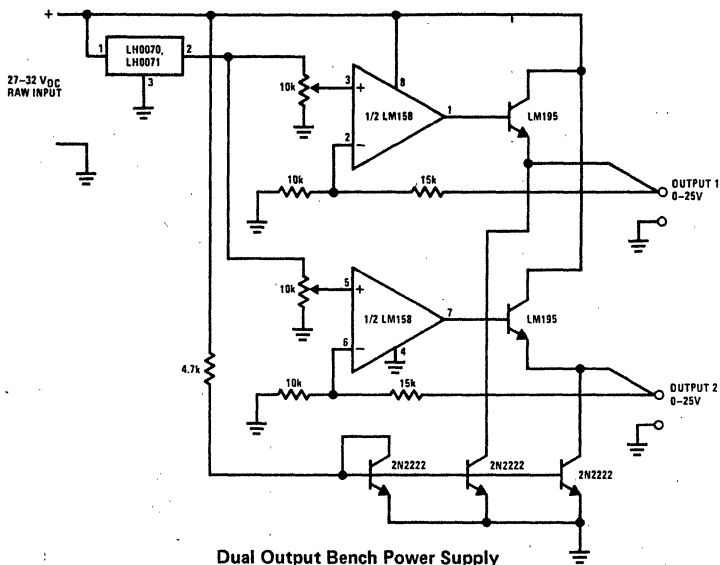 +
1
LH0070,
LH0071
2
3
27–32 VDC
RAW INPUT
10k
3
+
8
1/2 LM158
1
2
–
LM195
10k
15k
OUTPUT 1
0–25V
10k
5
+
1/2 LM158
7
6
–
4
LM195
4.7k
10k
15k
OUTPUT 2
0–25V
2N2222
2N2222
2N2222
Dual Output Bench Power Supply